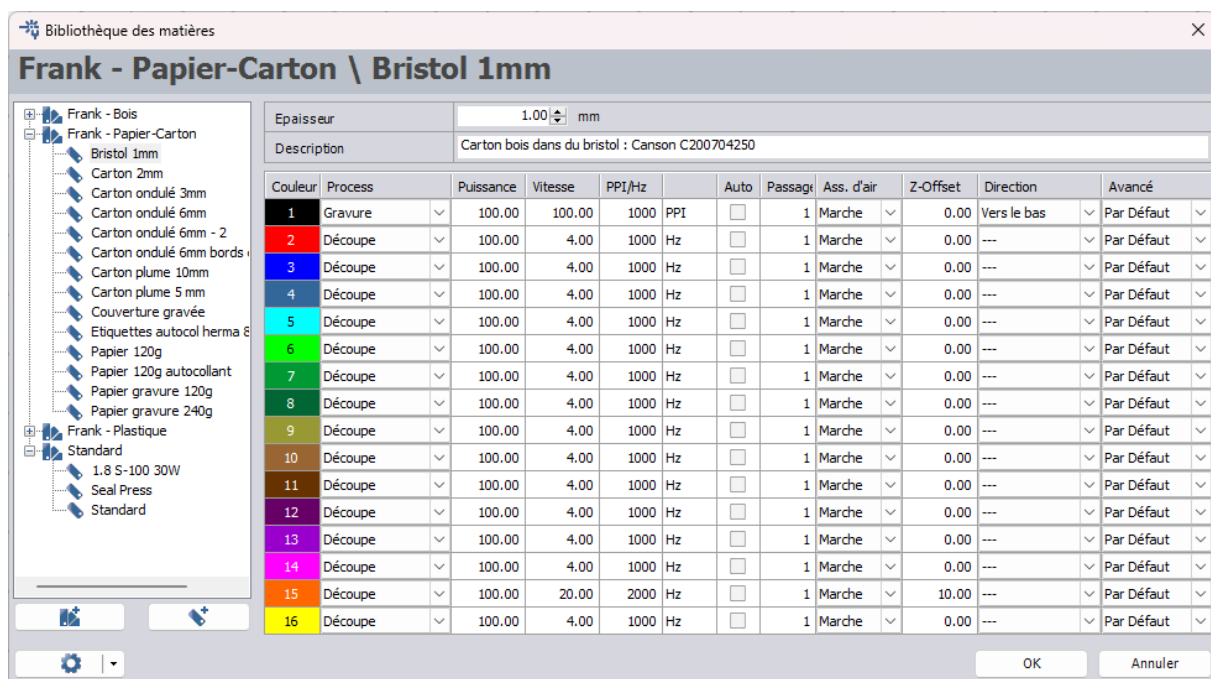 Bibliothèque des matières
Frank - Papier-Carton \ Bristol 1mm
Frank - Bois
Frank - Papier-Carton
Bristol 1mm
Carton 2mm
Carton ondulé 3mm
Carton ondulé 6mm
Carton ondulé 6mm - 2
Carton ondulé 6mm bords
Carton plume 10mm
Carton plume 5 mm
Couverture gravée
Etiquettes autocol herma 8
Papier 120g
Papier 120g autocollant
Papier gravure 120g
Papier gravure 240g
Frank - Plastique
Standard
1.8 S-100 30W
Seal Press
Standard
Epaisseur 1.00 mm
Description Carton bois dans du bristol : Canson C200704250
Couleur Process Puissance Vitesse PPI/Hz Auto Passage Ass. d'air Z-Offset Direction Avancé
1 Gravure 100.00 100.00 1000 PPI 1 Marche 0.00 Vers le bas Par Défaut
2 Découpe 100.00 4.00 1000 Hz 1 Marche 0.00 --- Par Défaut
3 Découpe 100.00 4.00 1000 Hz 1 Marche 0.00 --- Par Défaut
4 Découpe 100.00 4.00 1000 Hz 1 Marche 0.00 --- Par Défaut
5 Découpe 100.00 4.00 1000 Hz 1 Marche 0.00 --- Par Défaut
6 Découpe 100.00 4.00 1000 Hz 1 Marche 0.00 --- Par Défaut
7 Découpe 100.00 4.00 1000 Hz 1 Marche 0.00 --- Par Défaut
8 Découpe 100.00 4.00 1000 Hz 1 Marche 0.00 --- Par Défaut
9 Découpe 100.00 4.00 1000 Hz 1 Marche 0.00 --- Par Défaut
10 Découpe 100.00 4.00 1000 Hz 1 Marche 0.00 --- Par Défaut
11 Découpe 100.00 4.00 1000 Hz 1 Marche 0.00 --- Par Défaut
12 Découpe 100.00 4.00 1000 Hz 1 Marche 0.00 --- Par Défaut
13 Découpe 100.00 4.00 1000 Hz 1 Marche 0.00 --- Par Défaut
14 Découpe 100.00 4.00 1000 Hz 1 Marche 0.00 --- Par Défaut
15 Découpe 100.00 20.00 2000 Hz 1 Marche 10.00 --- Par Défaut
16 Découpe 100.00 4.00 1000 Hz 1 Marche 0.00 --- Par Défaut
OK Annuler